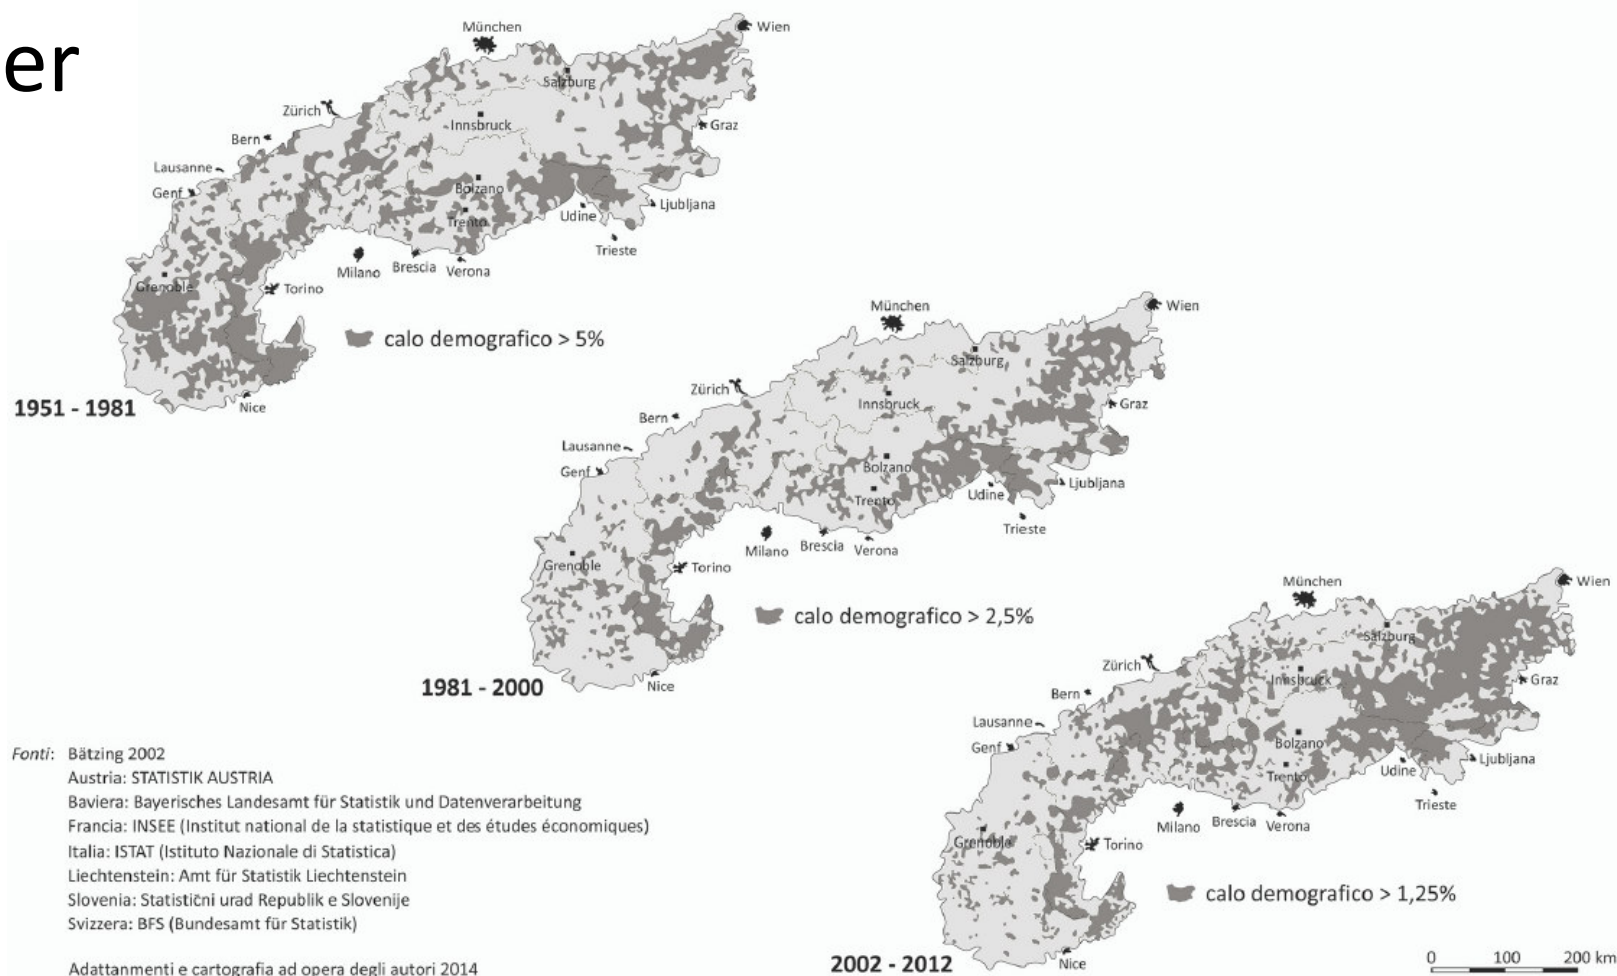 er
München
Wien
Salzburg
Zürich
Innsbruck
Bern
Graz
Lausanne
Genf
Bolzano
Trento
Udine
Ljubljana
Trieste
Milano
Brescia
Verona
Grenoble
Torino
calo demografico > 5%
1951 - 1981
Nice
München
Wien
Salzburg
Zürich
Innsbruck
Bern
Graz
Lausanne
Genf
Bolzano
Trento
Udine
Ljubljana
Trieste
Milano
Brescia
Verona
Grenoble
Torino
calo demografico > 2,5%
1981 - 2000
Nice
München
Wien
Salzburg
Zürich
Innsbruck
Bern
Graz
Lausanne
Genf
Bolzano
Trento
Udine
Ljubljana
Trieste
Milano
Brescia
Verona
Grenoble
Torino
calo demografico > 1,25%
2002 - 2012
Nice
0 100 200 km
Fonti: Bätzing 2002
Austria: STATISTIK AUSTRIA
Baviera: Bayerisches Landesamt für Statistik und Datenverarbeitung
Francia: INSEE (Institut national de la statistique et des études économiques)
Italia: ISTAT (Istituto Nazionale di Statistica)
Liechtenstein: Amt für Statistik Liechtenstein
Slovenia: Statistični urad Republik e Slovenije
Svizzera: BFS (Bundesamt für Statistik)
Adattanmenti e cartografia ad opera degli autori 2014